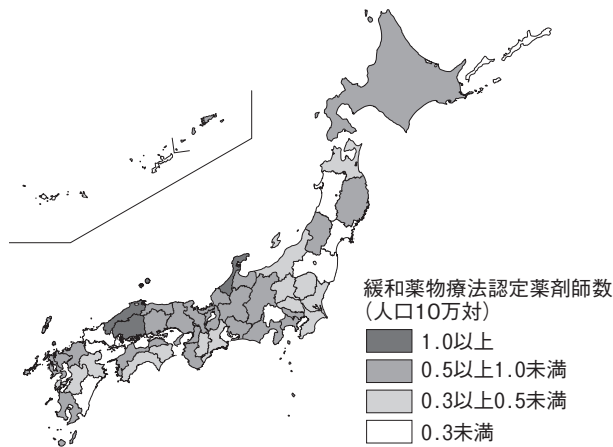 緩和薬物療法認定薬剤師数
(人口10万対)
1.0以上
0.5以上1.0未満
0.3以上0.5未満
0.3未満